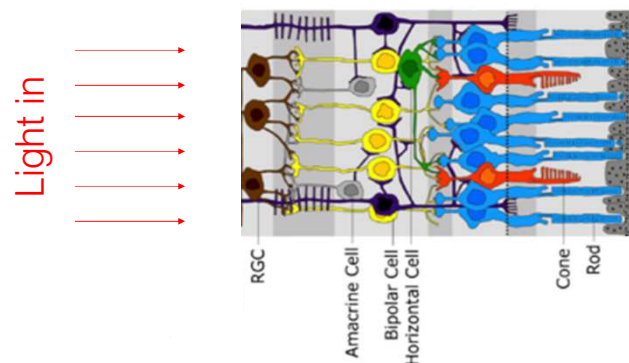 Light in
RGC
Amacrine Cell
Bipolar Cell
Horizontal Cell
Cone
Rod